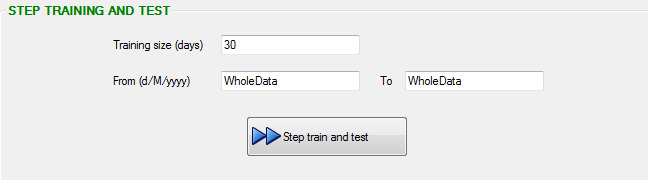 STEP TRAINING AND TEST
Training size (days) 30
From (d/M/yyyy) WholeData To WholeData
Step train and test